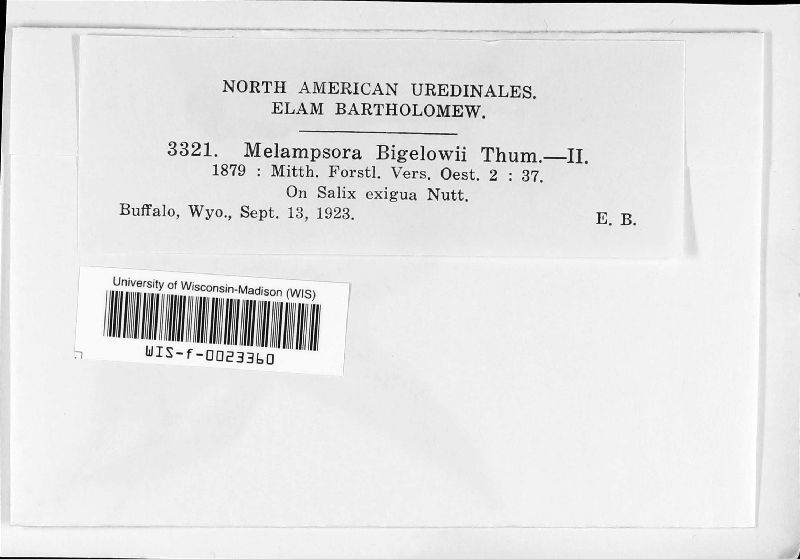 NORTH AMERICAN UREDINALES.
ELAM BARTHOLOMEW.
3321. Melampsora Bigelowii Thum.—II.
1879 : Mitth. Forstl. Vers. Oest. 2 : 37.
On Salix exigua Nutt.
Buffalo, Wyo., Sept. 13, 1923.
E. B.
University of Wisconsin-Madison (WIS)
WIS-f-0023360